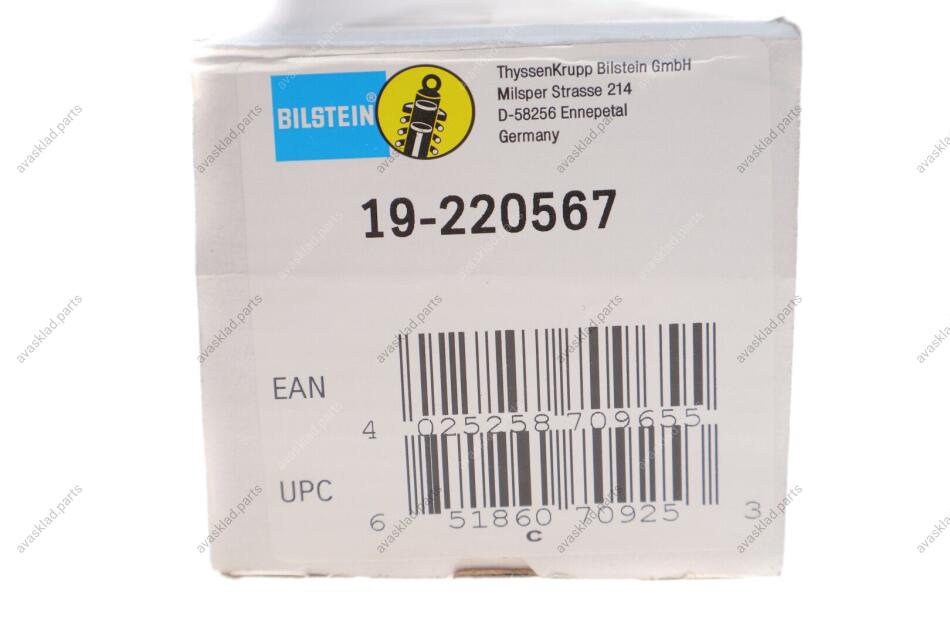 BILSTEIN®
ThyssenKrupp Bilstein GmbH
Milsper Strasse 214
D-58256 Ennepetal
Germany
19-220567
EAN
4 025258 709655
UPC
6 51860 70925 3
C
avasklad.parts